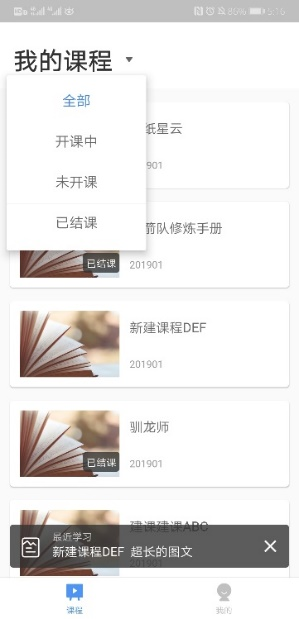 86% 5:16
我的课程
全部
开课中
未开课
已结课
纸星云
201901
箭队修炼手册
已结课
201901
新建课程DEF
201901
驯龙师
已结课
201901
建课建课ABC
最近学习
新建课程DEF 超长的图文
课程
我的